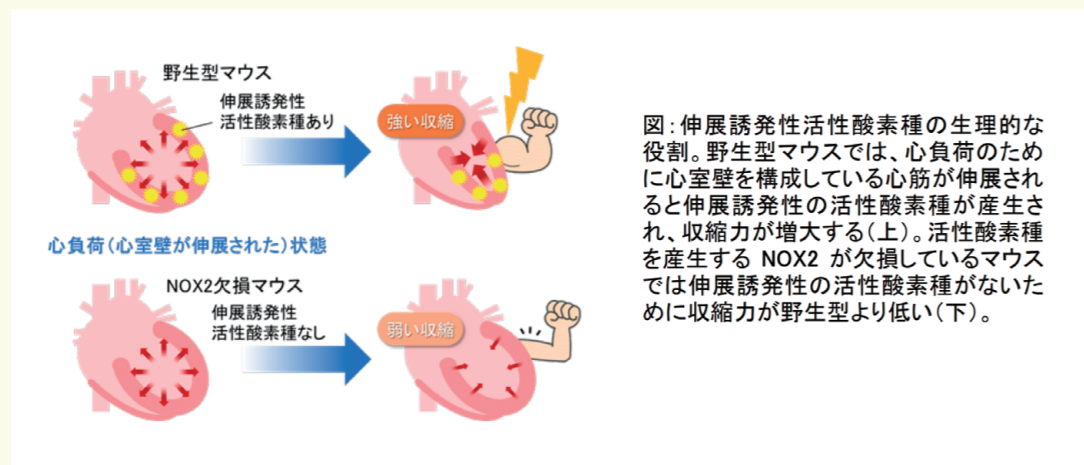 野生型マウス
伸展誘発性
活性酸素種あり
強い収縮
心負荷(心室壁が伸展された)状態
NOX2欠損マウス
伸展誘発性
活性酸素種なし
弱い収縮
図:伸展誘発性活性酸素種の生理的な
役割。野生型マウスでは、心負荷のため
に心室壁を構成している心筋が伸展され
ると伸展誘発性の活性酸素種が産生さ
れ、収縮力が増大する(上)。活性酸素種
を産生する NOX2 が欠損しているマウス
では伸展誘発性の活性酸素種がないた
めに収縮力が野生型より低い(下)。